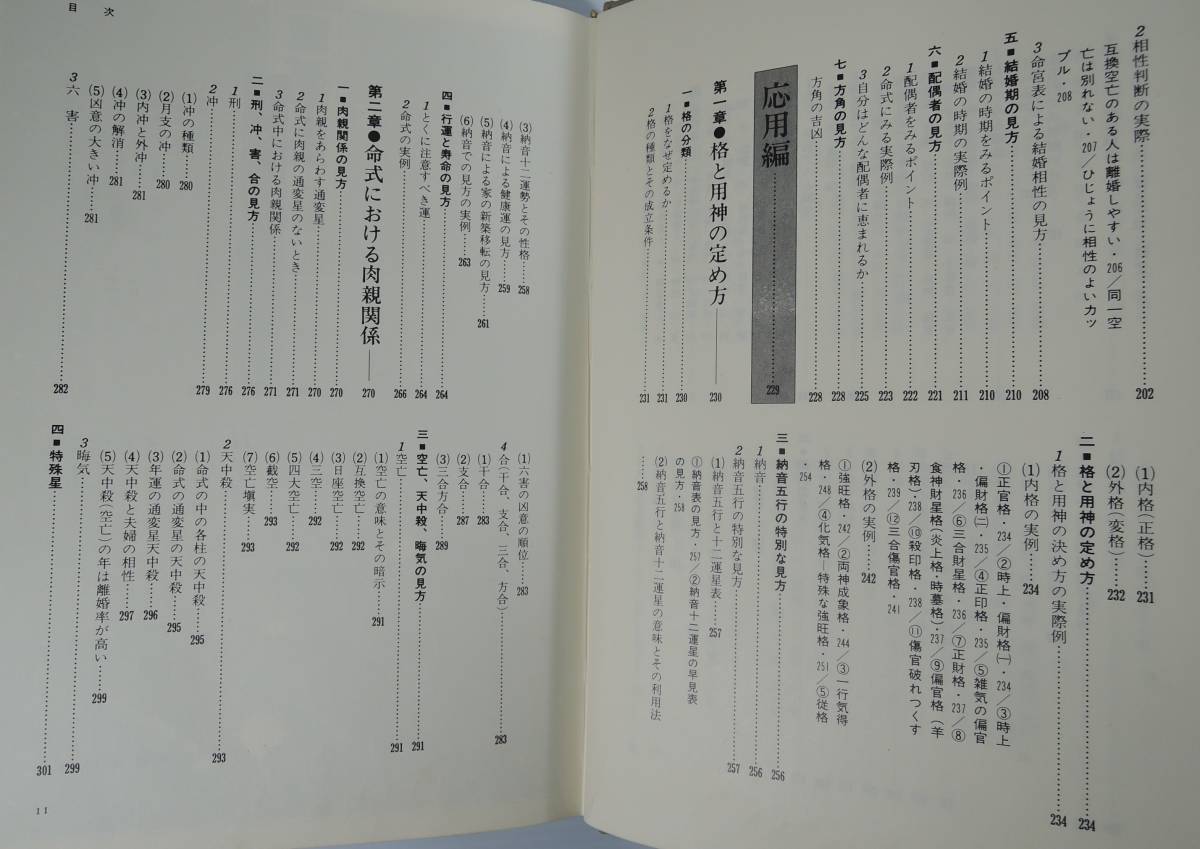 2 相性判断の実際……202
互換空亡のある人は離婚しやすい・206／同一空
亡は別れない・207／ひじょうに相性のよいカッ
プル・208
3 命宮表による結婚相性の見方……208
五■結婚期の見方……210
1 結婚の時期をみるポイント……210
2 結婚の時期の実際例……211
六■配偶者の見方……221
1 配偶者をみるポイント……222
2 命式にみる実際例……223
3 自分はどんな配偶者に恵まれるか……225
七■方角の見方……228
方角の吉凶……228
応用編……229
第一章●格と用神の定め方――230
一■格の分類……230
1 格をなぜ定めるか……231
2 格の種類とその成立条件……231
(1)内格(正格)……231
(2)外格(変格)……232
二■格と用神の定め方……234
1 格と用神の決め方の実際例……234
(1)内格の実例……234
①正官格・234／②時上・偏財格㈠・234／③時上
・偏財格㈡・235／④正印格・235／⑤雑気の偏官
格・236／⑥三合財星格・236／⑦正財格・237／⑧
食神財星格(炎上格・時墓格)・237／⑨偏官格(羊
刃格)・238／⑩殺印格・238／⑪傷官破れつくす
格・239／⑫三合傷官格・241
(2)外格の実例……242
①強旺格・242／②両神成象格・244／③一行気得
格・248／④化気格―特殊な強旺格・251／⑤従格
・254
三■納音五行の特別な見方……256
1 納音……256
2 納音五行の特別な見方……257
(1)納音五行と十二運星表……257
①納音表の見方・257／②納音十二運星の早見表
の見方・258
(2)納音五行と納音十二運星の意味とその利用法
……258
目 次
(3)納音十二運勢とその性格……258
(4)納音による健康運の見方……259
(5)納音による家の新築移転の見方……261
(6)納音での見方の実例……263
四■行運と寿命の見方……264
1 とくに注意すべき運……264
2 命式の実例……266
第二章●命式における肉親関係――270
一■肉親関係の見方……270
1 肉親をあらわす通変星……270
2 命式に肉親の通変星のないとき……271
3 命式中における肉親関係……271
二■刑、冲、害、合の見方……276
1 刑……276
2 冲……279
(1)冲の種類……280
(2)月支の冲……280
(3)内冲と外冲……281
(4)冲の解消……281
(5)凶意の大きい冲……281
3 六 害……282
(1)六害の凶意の順位……283
4 合(干合、支合、三合、方合)……283
(1)干合……283
(2)支合……287
(3)三合方合……289
三■空亡、天中殺、晦気の見方……291
1 空亡……291
(1)空亡の意味とその暗示……291
(2)互換空亡……292
(3)日座空亡……292
(4)三空……292
(5)四大空亡……292
(6)截空……293
(7)空亡塡実……293
2 天中殺……293
(1)命式の中の各柱の天中殺……295
(2)命式の通変星の天中殺……295
(3)年運の通変星天中殺……296
(4)天中殺と夫婦の相性……297
(5)天中殺(空亡)の年は離婚率が高い……299
3 晦気……299
四■特殊星……301
11